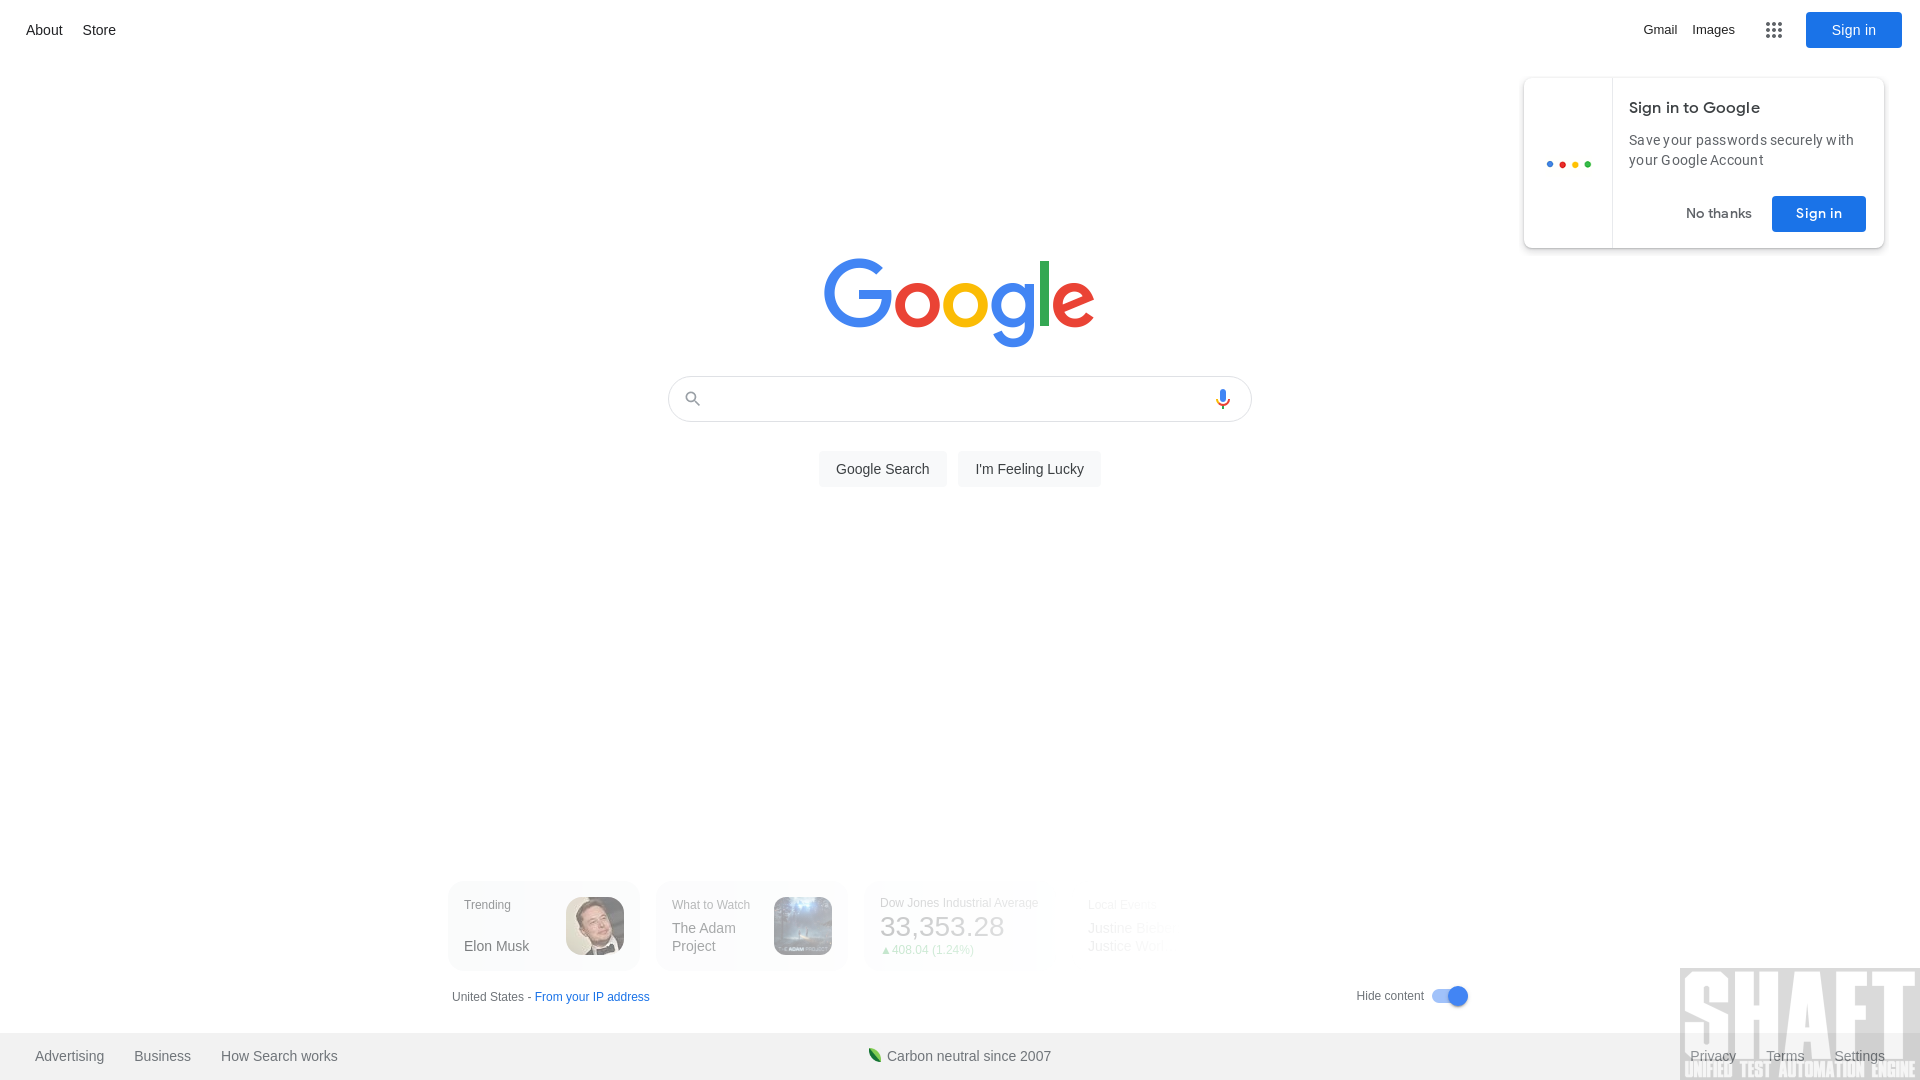 About
Store
Gmail
Images
Sign in
Sign in to Google
Save your passwords securely with
your Google Account
No thanks
Sign in
Google
Google Search
I'm Feeling Lucky
Trending
Elon Musk
What to Watch
The Adam
Project
Dow Jones Industrial Average
33,353.28
▲408.04 (1.24%)
Local Events
Justice
United States - From your IP address
Hide content
Advertising
Business
How Search works
Carbon neutral since 2007
Privacy
Terms
Settings
SHAFT
UNIFIED TEST AUTOMATION ENGINE